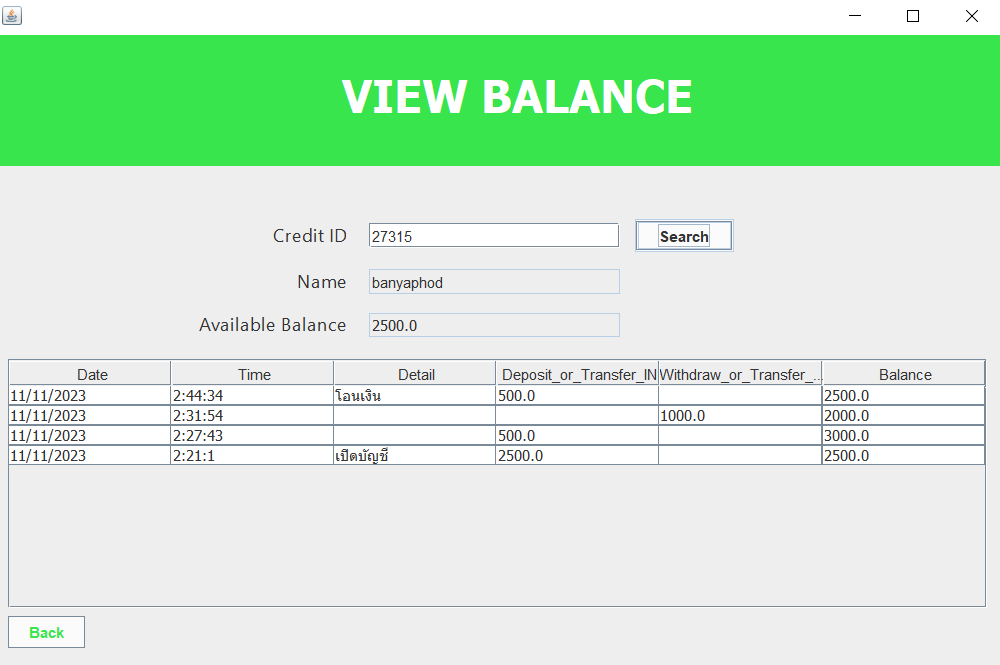 VIEW BALANCE
Credit ID 27315 Search
Name banyaphod
Available Balance 2500.0
Date Time Detail Deposit_or_Transfer_IN Withdraw_or_Transfer_... Balance
11/11/2023 2:44:34 โอนเงิน 500.0 2500.0
11/11/2023 2:31:54 1000.0 2000.0
11/11/2023 2:27:43 500.0 3000.0
11/11/2023 2:21:1 เปิดบัญชี 2500.0 2500.0
Back